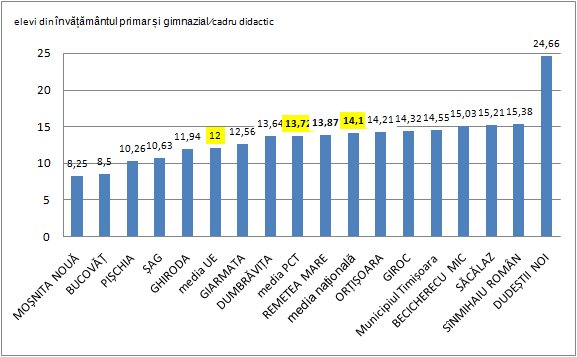 elevi din învățământul primar și gimnazial/cadru didactic
25
20
15
10
5
0
8,25
8,5
10,26
10,63
11,94
12
12,56
13,64
13,72
13,87
14,1
14,21
14,32
14,55
15,03
15,21
15,38
24,66
MOȘNIȚA NOUĂ
BUCOVĂȚ
PIȘCHIA
ȘAG
GHIRODA
media UE
GIARMATA
DUMBRĂVIȚA
media PCT
REMETEA MARE
media națională
ORTIȘOARA
GIROC
Municipiul Timișoara
BECICHERECU MIC
SĂCĂLAZ
SÎNMIHAIU ROMÂN
DUDEȘTII NOI